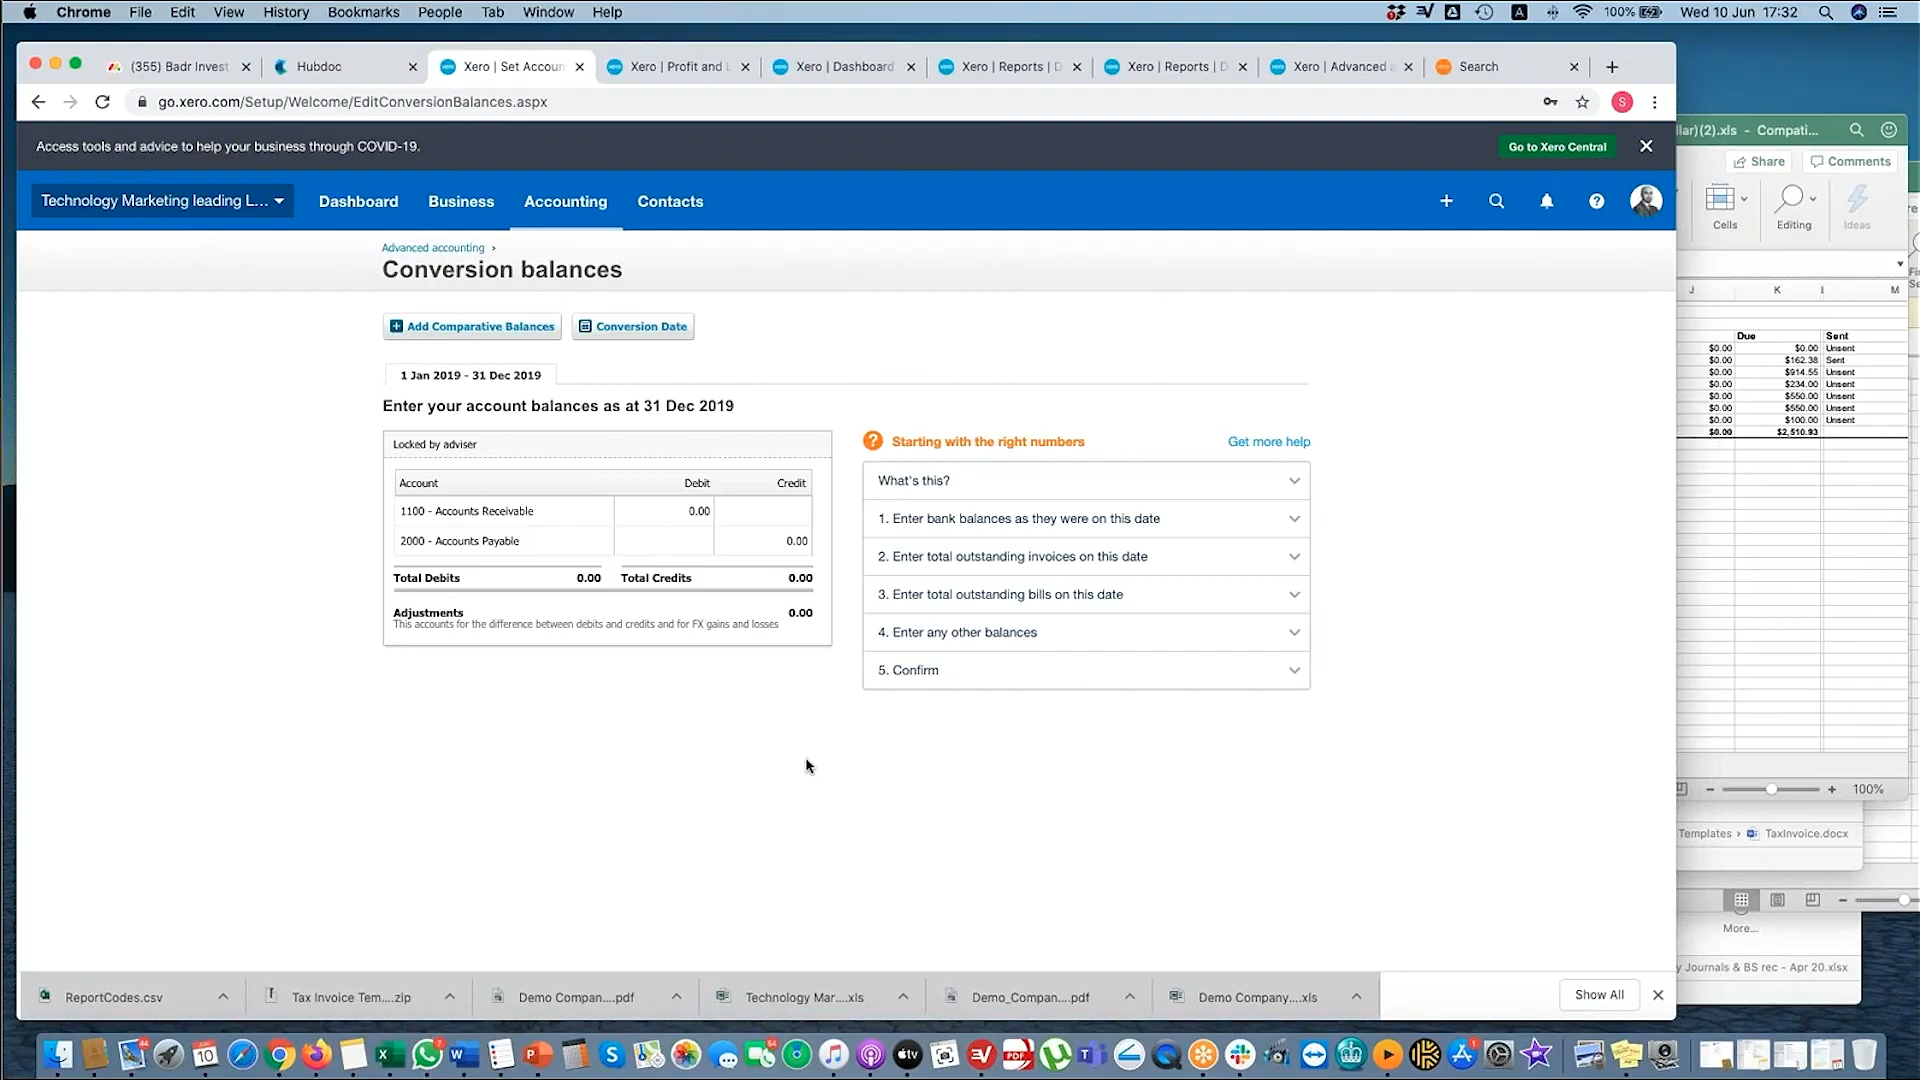 Chrome File Edit View History Bookmarks People Tab Window Help
100% Wed 10 Jun 17:32
(355) Badr Invest
Hubdoc
Xero | Set Accoun
Xero | Profit and L
Xero | Dashboard
Xero | Reports | D
Xero | Reports | D
Xero | Advanced a
Search
go.xero.com/Setup/Welcome/EditConversionBalances.aspx
S
Access tools and advice to help your business through COVID-19.
Go to Xero Central
Technology Marketing leading L...
Dashboard
Business
Accounting
Contacts
Advanced accounting ›
Conversion balances
Add Comparative Balances
Conversion Date
1 Jan 2019 - 31 Dec 2019
Enter your account balances as at 31 Dec 2019
Locked by adviser
Account Debit Credit
1100 - Accounts Receivable 0.00
2000 - Accounts Payable 0.00
Total Debits 0.00 Total Credits 0.00
Adjustments 0.00
This accounts for the difference between debits and credits and for FX gains and losses
Starting with the right numbers
Get more help
What's this?
1. Enter bank balances as they were on this date
2. Enter total outstanding invoices on this date
3. Enter total outstanding bills on this date
4. Enter any other balances
5. Confirm
lar)(2).xls - Compati...
Share
Comments
Cells
Editing
Ideas
J K M
Due Sent
$0.00 $0.00 Unsent
$0.00 $162.38 Sent
$0.00 $914.55 Unsent
$0.00 $234.00 Unsent
$0.00 $550.00 Unsent
$0.00 $550.00 Unsent
$0.00 $100.00 Unsent
$0.00 $2,510.93
100%
Templates › TaxInvoice.docx
More...
y Journals & BS rec - Apr 20.xlsx
ReportCodes.csv
Tax Invoice Tem....zip
Demo Compan....pdf
Technology Mar....xls
Demo_Compan....pdf
Demo Company....xls
Show All